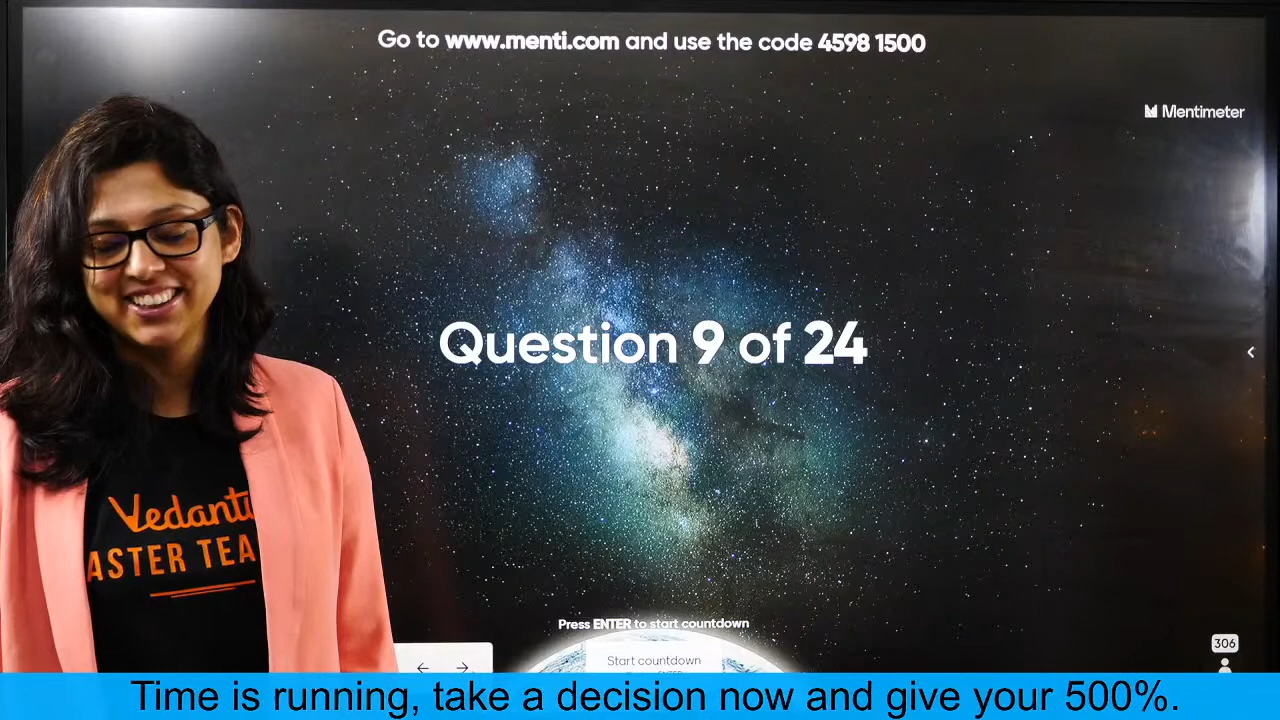 Go to www.menti.com and use the code 4598 1500
Mentimeter
Question 9 of 24
Vedant
ASTER TEA
Press ENTER to start countdown
Start countdown
306
Time is running, take a decision now and give your 500%.